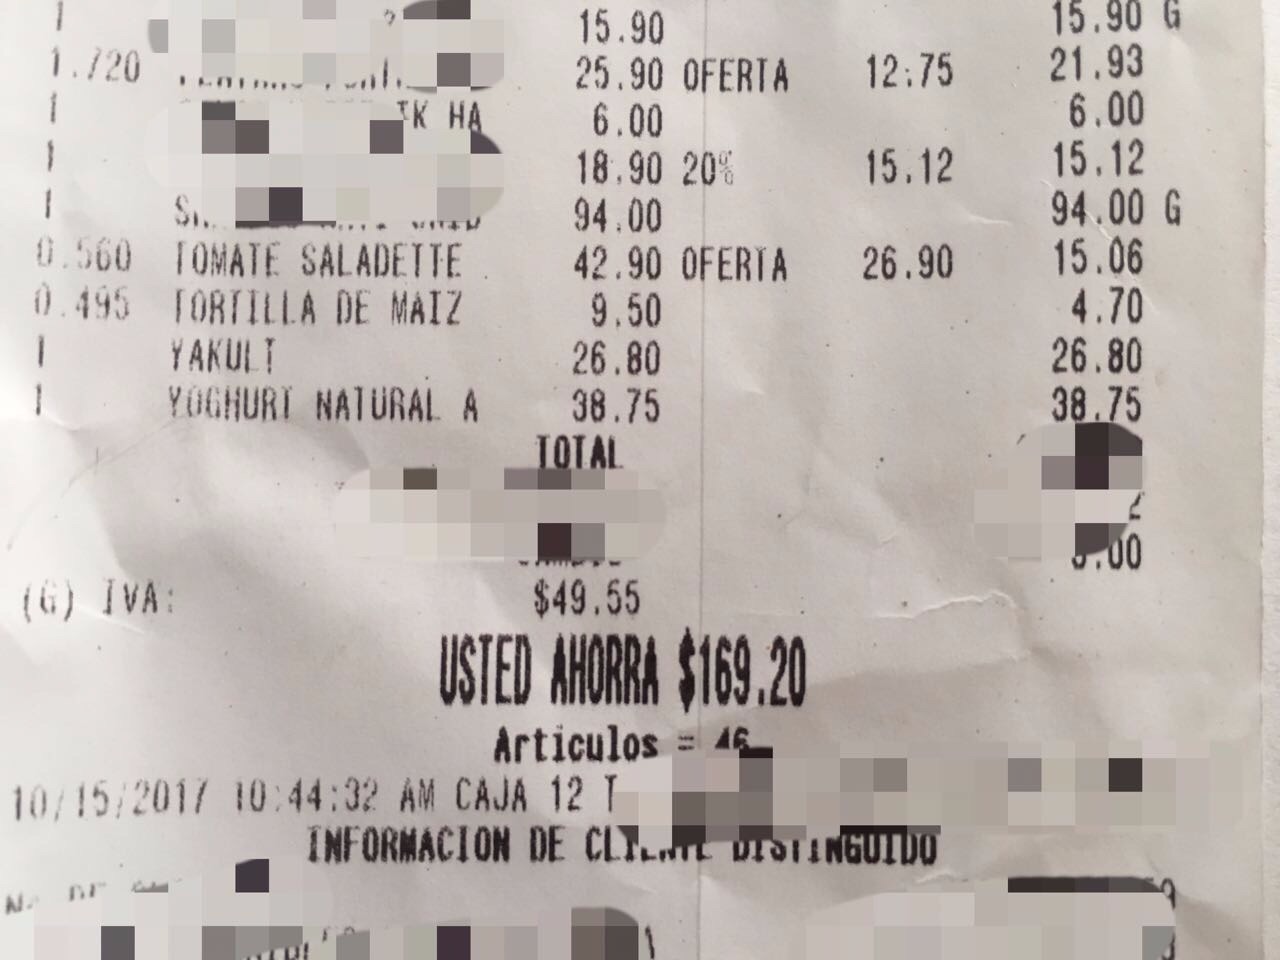 1 15.90 15.90 G
1.720 25.90 OFERTA 12.75 21.93
1 HA 6.00 6.00
1 18.90 20% 15.12 15.12
1 94.00 94.00 G
0.560 TOMATE SALADETTE 42.90 OFERTA 26.90 15.06
0.495 TORTILLA DE MAIZ 9.50 4.70
1 YAKULT 26.80 26.80
1 YOGHURT NATURAL A 38.75 38.75
TOTAL
(G) IVA: $49.55
USTED AHORRA $169.20
Articulos = 46
10/15/2017 10:44:32 AM CAJA 12 T
INFORMACION DE CLIENTE DISTINGUIDO